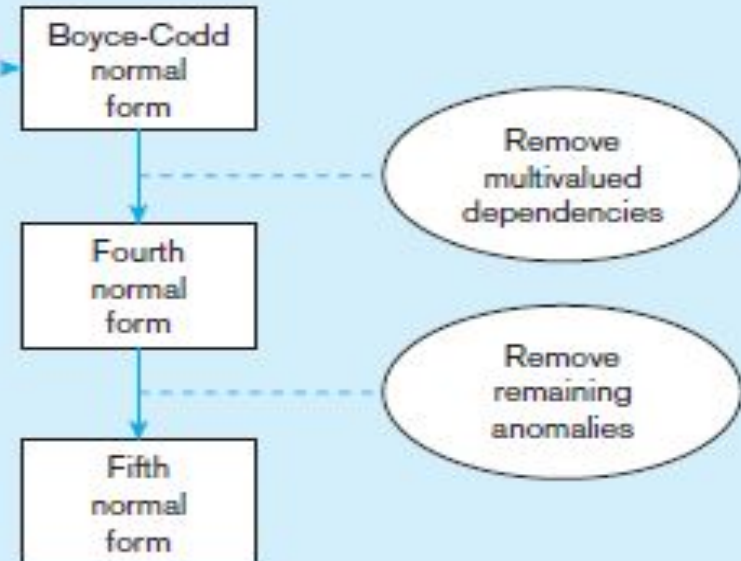 Boyce-Codd
normal
form
Remove
multivalued
dependencies
Fourth
normal
form
Remove
remaining
anomalies
Fifth
normal
form